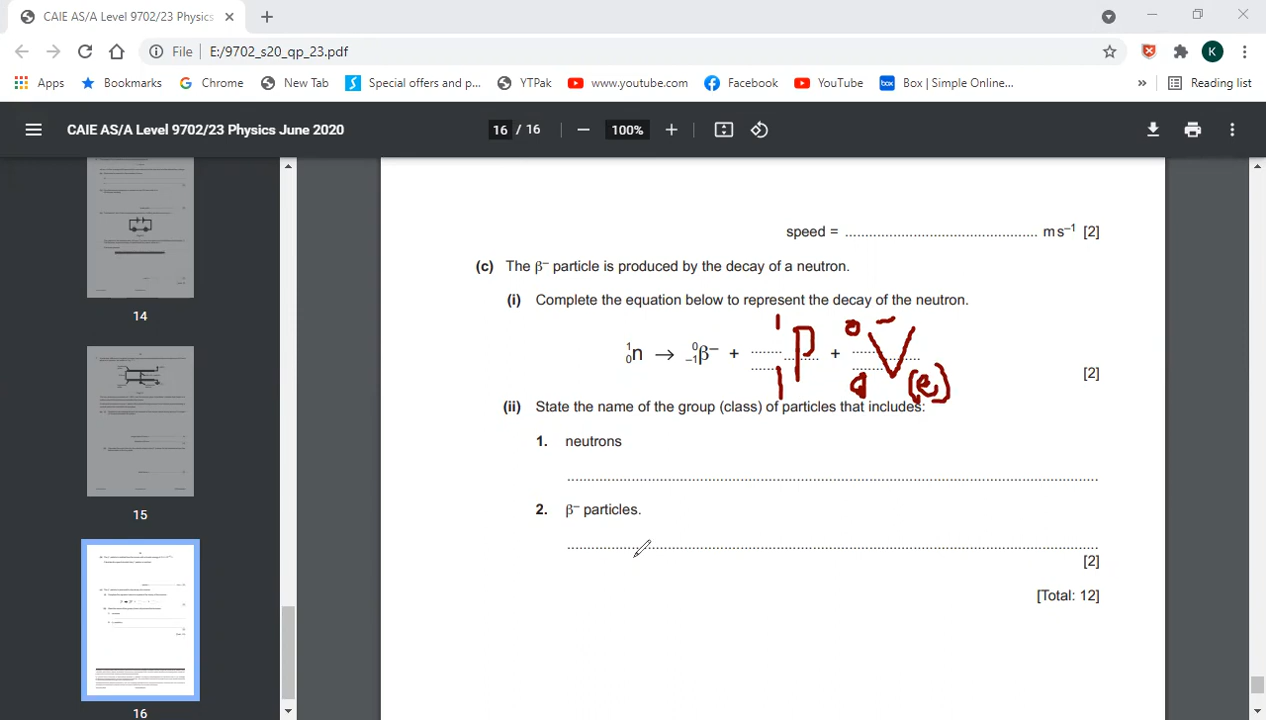 CAIE AS/A Level 9702/23 Physics
File E:/9702_s20_qp_23.pdf
K
Apps Bookmarks Chrome New Tab Special offers and p... YTPak www.youtube.com Facebook YouTube Box | Simple Online... » Reading list
CAIE AS/A Level 9702/23 Physics June 2020
16 / 16
100%
14
15
16
speed = ................................................ m s⁻¹ [2]
(c) The β⁻ particle is produced by the decay of a neutron.
(i) Complete the equation below to represent the decay of the neutron.
¹₀n → ⁰₋₁β⁻ + ¹₁P + ⁰₀V̄(e)
[2]
(ii) State the name of the group (class) of particles that includes:
1. neutrons
2. β⁻ particles.
[2]
[Total: 12]